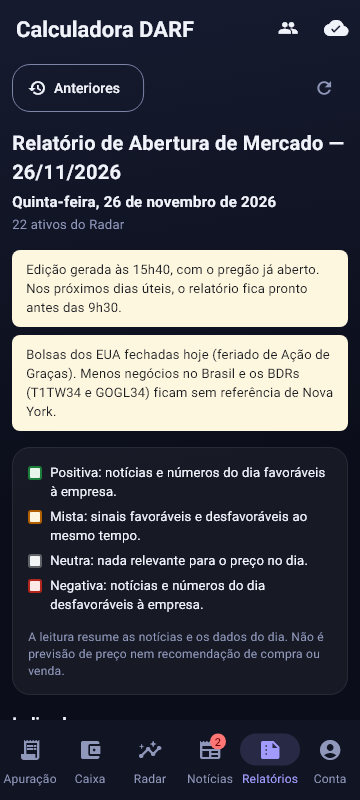 Calculadora DARF
Anteriores
Relatório de Abertura de Mercado —
26/11/2026
Quinta-feira, 26 de novembro de 2026
22 ativos do Radar
Edição gerada às 15h40, com o pregão já aberto.
Nos próximos dias úteis, o relatório fica pronto
antes das 9h30.
Bolsas dos EUA fechadas hoje (feriado de Ação de
Graças). Menos negócios no Brasil e os BDRs
(T1TW34 e GOGL34) ficam sem referência de Nova
York.
Positiva: notícias e números do dia favoráveis
à empresa.
Mista: sinais favoráveis e desfavoráveis ao
mesmo tempo.
Neutra: nada relevante para o preço no dia.
Negativa: notícias e números do dia
desfavoráveis à empresa.
A leitura resume as notícias e os dados do dia. Não é
previsão de preço nem recomendação de compra ou
venda.
2
Apuração
Caixa
Radar
Notícias
Relatórios
Conta